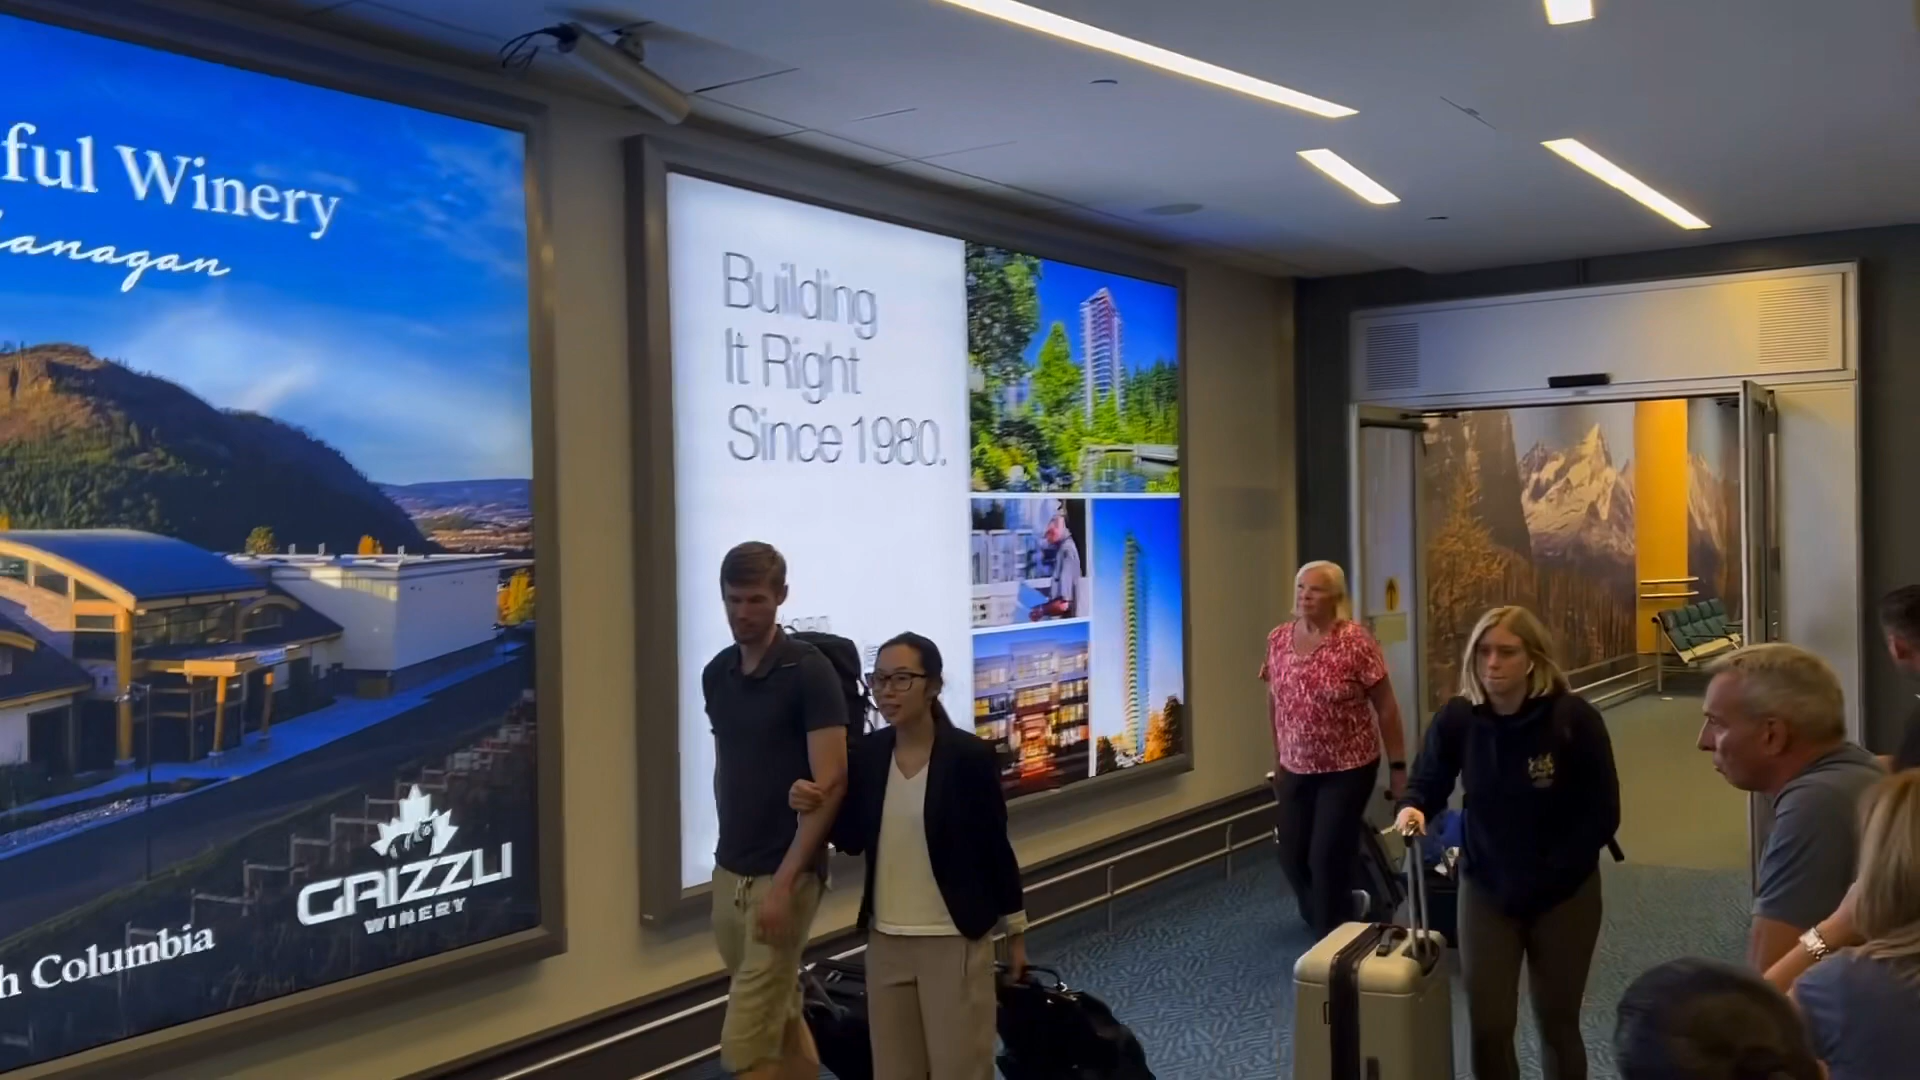 ful Winery
anagan
GRIZZLI
WINERY
h Columbia
Building
It Right
Since 1980.